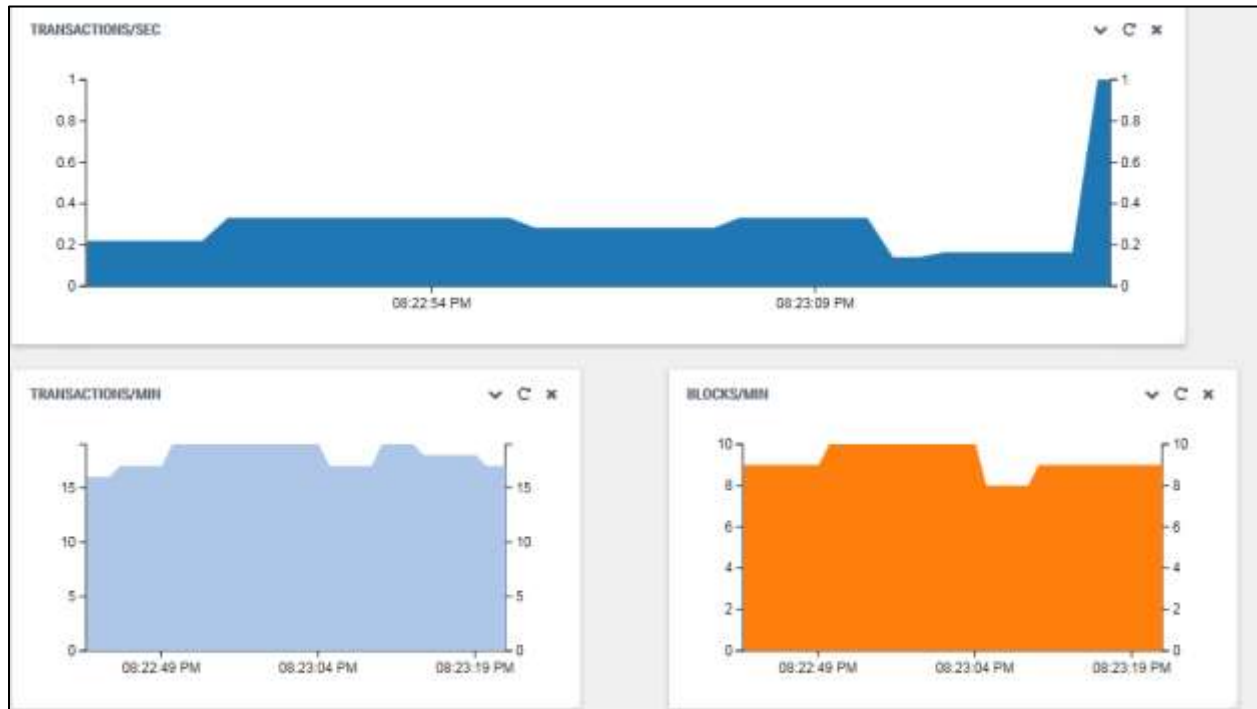 TRANSACTIONS/SEC
1 1
0.8 0.8
0.6 0.6
0.4 0.4
0.2 0.2
0 0
08:22:54 PM 08:23:09 PM
TRANSACTIONS/MIN
15 15
10 10
5 5
0 0
08:22:49 PM 08:23:04 PM 08:23:19 PM
BLOCKS/MIN
10 10
8 8
6 6
4 4
2 2
0 0
08:22:49 PM 08:23:04 PM 08:23:19 PM